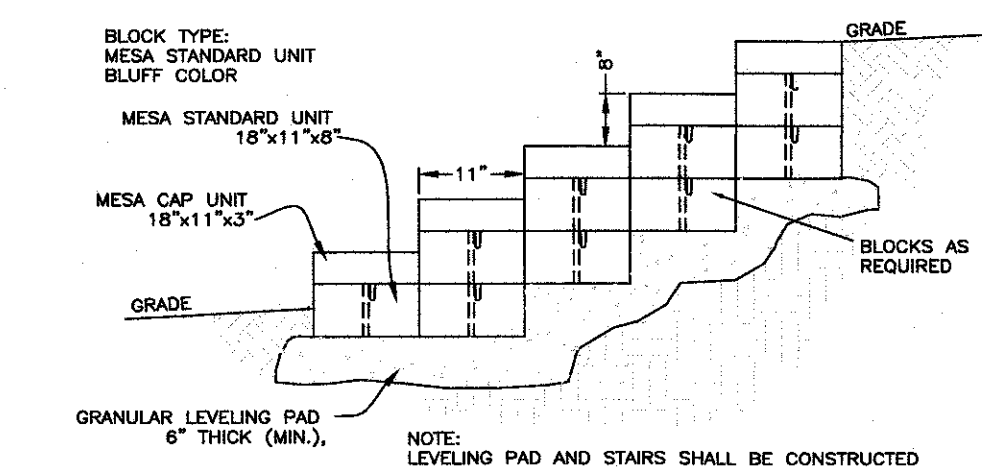 BLOCK TYPE:
MESA STANDARD UNIT
BLUFF COLOR
GRADE
8"
MESA STANDARD UNIT
18"x11"x8"
11"
MESA CAP UNIT
18"x11"x3"
BLOCKS AS
REQUIRED
GRADE
GRANULAR LEVELING PAD
6" THICK (MIN.),
NOTE:
LEVELING PAD AND STAIRS SHALL BE CONSTRUCTED